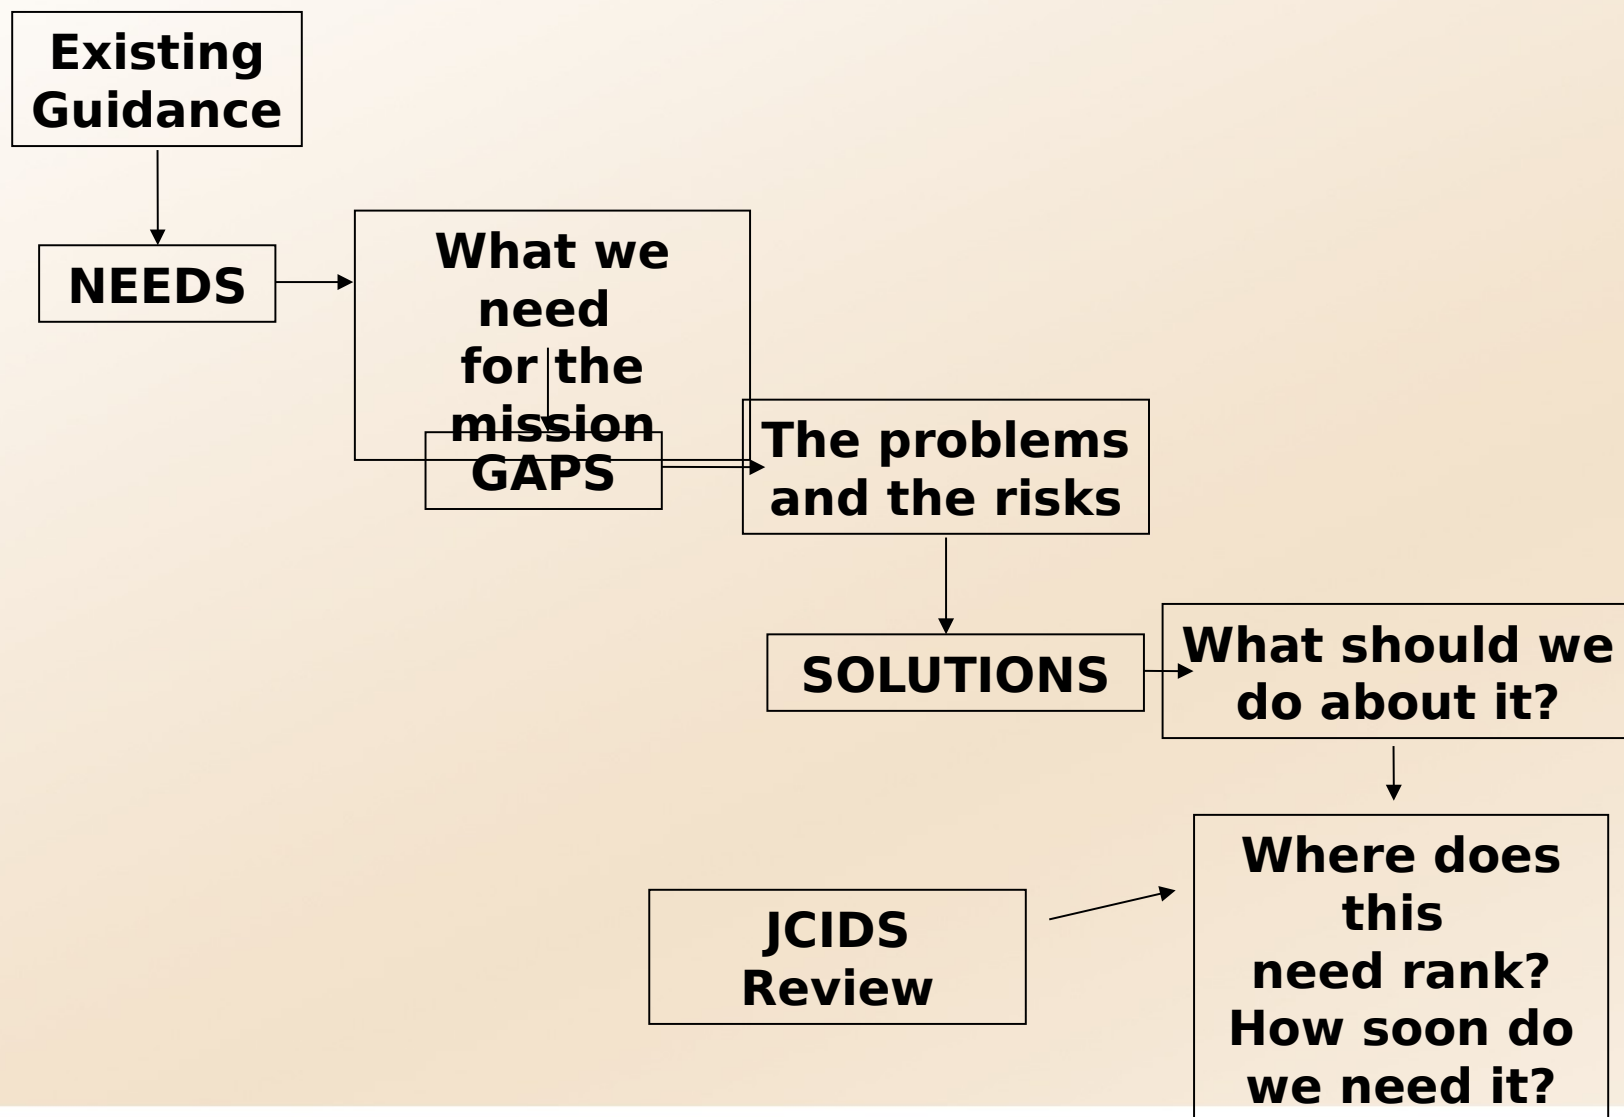 Existing
Guidance
NEEDS
What we
need
for the
mission
GAPS
The problems
and the risks
SOLUTIONS
What should we
do about it?
JCIDS
Review
Where does
this
need rank?
How soon do
we need it?